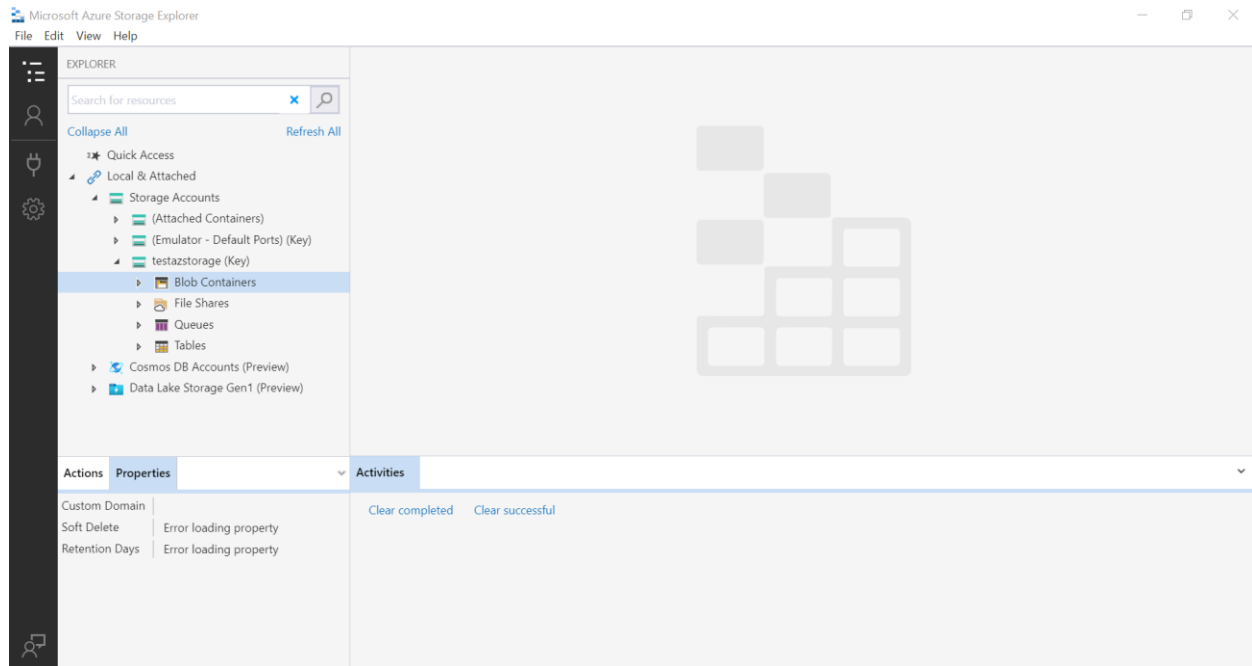 Microsoft Azure Storage Explorer
File Edit View Help
EXPLORER
Search for resources
Collapse All Refresh All
Quick Access
Local & Attached
Storage Accounts
(Attached Containers)
(Emulator - Default Ports) (Key)
testazstorage (Key)
Blob Containers
File Shares
Queues
Tables
Cosmos DB Accounts (Preview)
Data Lake Storage Gen1 (Preview)
Actions Properties
Custom Domain
Soft Delete Error loading property
Retention Days Error loading property
Activities
Clear completed Clear successful